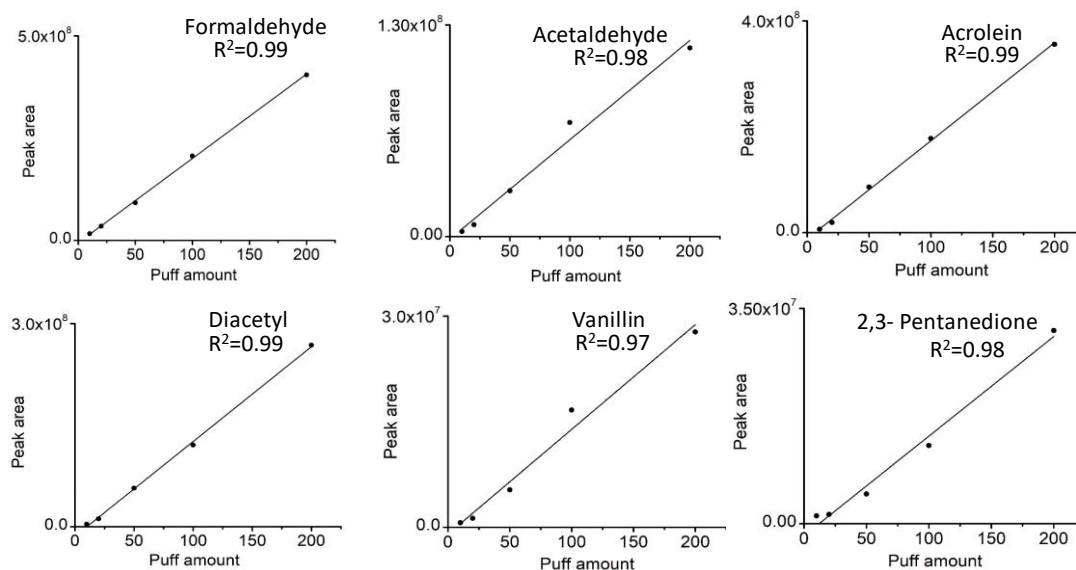 Formaldehyde
R²=0.99
5.0x10⁸
0.0
Peak area
0 50 100 150 200
Puff amount
Acetaldehyde
R²=0.98
1.30x10⁸
0.00
Peak area
0 50 100 150 200
Puff amount
Acrolein
R²=0.99
4.0x10⁸
0.0
Peak area
0 50 100 150 200
Puff amount
Diacetyl
R²=0.99
3.0x10⁸
0.0
Peak area
0 50 100 150 200
Puff amount
Vanillin
R²=0.97
3.0x10⁷
0.0
Peak area
0 50 100 150 200
Puff amount
2,3- Pentanedione
R²=0.98
3.50x10⁷
0.00
Peak area
0 50 100 150 200
Puff amount